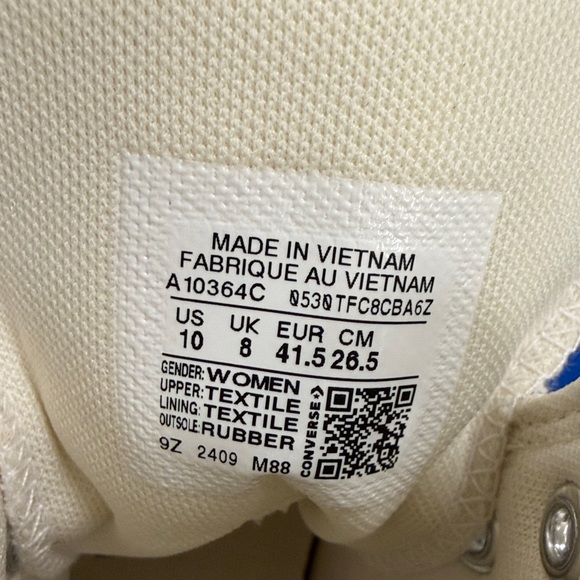 MADE IN VIETNAM
FABRIQUE AU VIETNAM
A10364C 0530TFC8CBA6Z
US UK EUR CM
10 8 41.5 26.5
GENDER: WOMEN
UPPER: TEXTILE
LINING: TEXTILE
OUTSOLE: RUBBER
CONVERSE
9Z 2409 M88